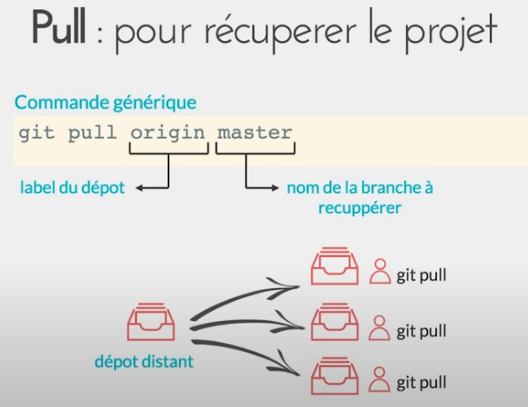 Pull : pour récuperer le projet
Commande générique
git pull origin master
label du dépot
nom de la branche à
recuppérer
git pull
git pull
dépot distant
git pull